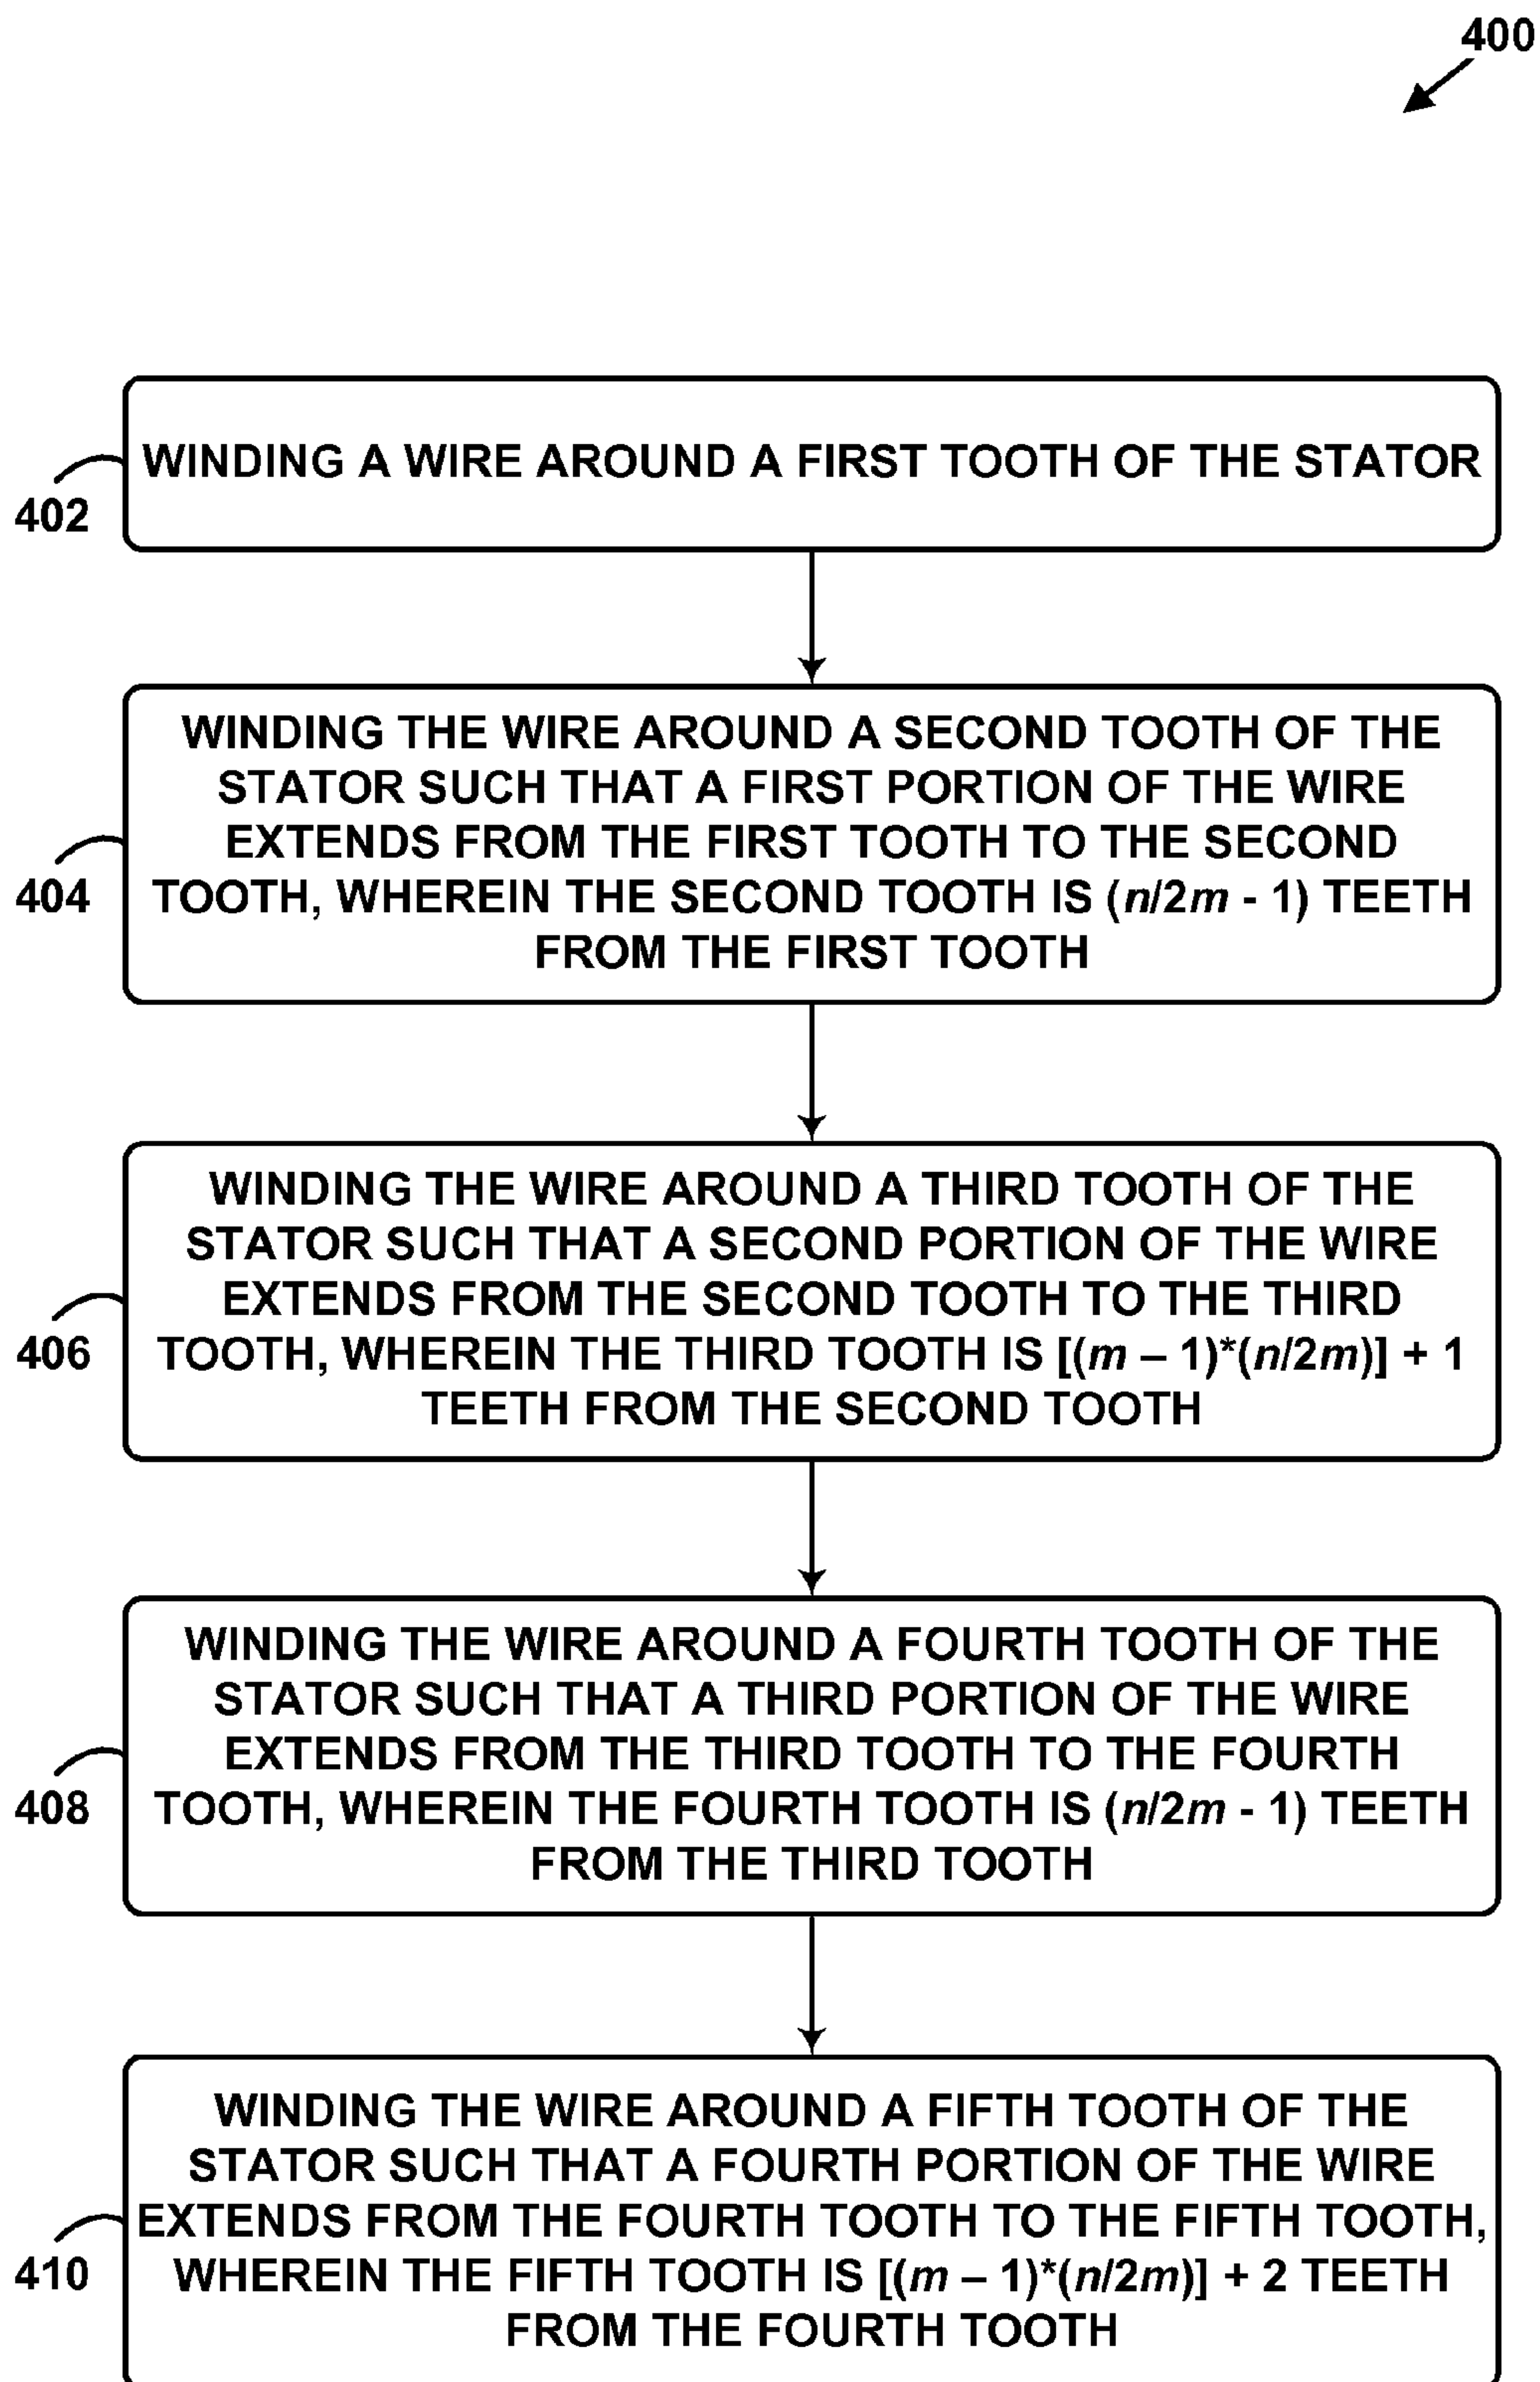 400
WINDING A WIRE AROUND A FIRST TOOTH OF THE STATOR
402
WINDING THE WIRE AROUND A SECOND TOOTH OF THE
STATOR SUCH THAT A FIRST PORTION OF THE WIRE
EXTENDS FROM THE FIRST TOOTH TO THE SECOND
TOOTH, WHEREIN THE SECOND TOOTH IS (n/2m - 1) TEETH
FROM THE FIRST TOOTH
404
WINDING THE WIRE AROUND A THIRD TOOTH OF THE
STATOR SUCH THAT A SECOND PORTION OF THE WIRE
EXTENDS FROM THE SECOND TOOTH TO THE THIRD
TOOTH, WHEREIN THE THIRD TOOTH IS [(m – 1)*(n/2m)] + 1
TEETH FROM THE SECOND TOOTH
406
WINDING THE WIRE AROUND A FOURTH TOOTH OF THE
STATOR SUCH THAT A THIRD PORTION OF THE WIRE
EXTENDS FROM THE THIRD TOOTH TO THE FOURTH
TOOTH, WHEREIN THE FOURTH TOOTH IS (n/2m - 1) TEETH
FROM THE THIRD TOOTH
408
WINDING THE WIRE AROUND A FIFTH TOOTH OF THE
STATOR SUCH THAT A FOURTH PORTION OF THE WIRE
EXTENDS FROM THE FOURTH TOOTH TO THE FIFTH TOOTH,
WHEREIN THE FIFTH TOOTH IS [(m – 1)*(n/2m)] + 2 TEETH
FROM THE FOURTH TOOTH
410